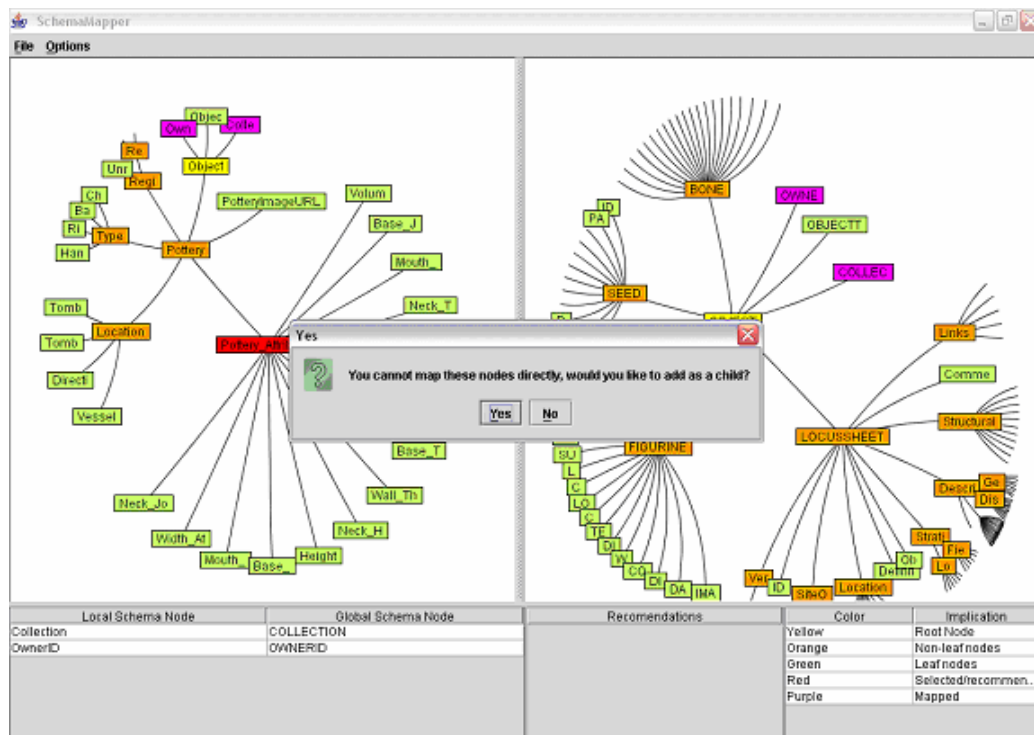 SchemaMapper
File Options
Objec
Own
Colle
Object
Re
Unr
Regi
Ch
Ba
Ri
Type
Han
Pottery
PotteryImageURL
Volum
Base_J
Mouth_
Neck_T
Tomb
Location
Tomb
Directi
Vessel
Base_T
Wall_Th
Neck_H
Height
Base_
Mouth_
Width_At
Neck_Jo
BONE
OWNE
OBJECTT
COLLEC
ID
PA
SEED
Links
Comme
Structural
LOCUSSHEET
Ge
Dis
Strati
Fie
Lo
Ob
Location
SiteO
ID
Ver
FIGURINE
SU
L
C
LO
C
TE
DI
W
CO
DI
DA
IMA
Yes
You cannot map these nodes directly, would you like to add as a child?
Yes No
Local Schema Node Global Schema Node
Collection COLLECTION
OwnerID OWNERID
Recomendations
Color Implication
Yellow Root Node
Orange Non-leaf nodes
Green Leaf nodes
Red Selected/recommen...
Purple Mapped